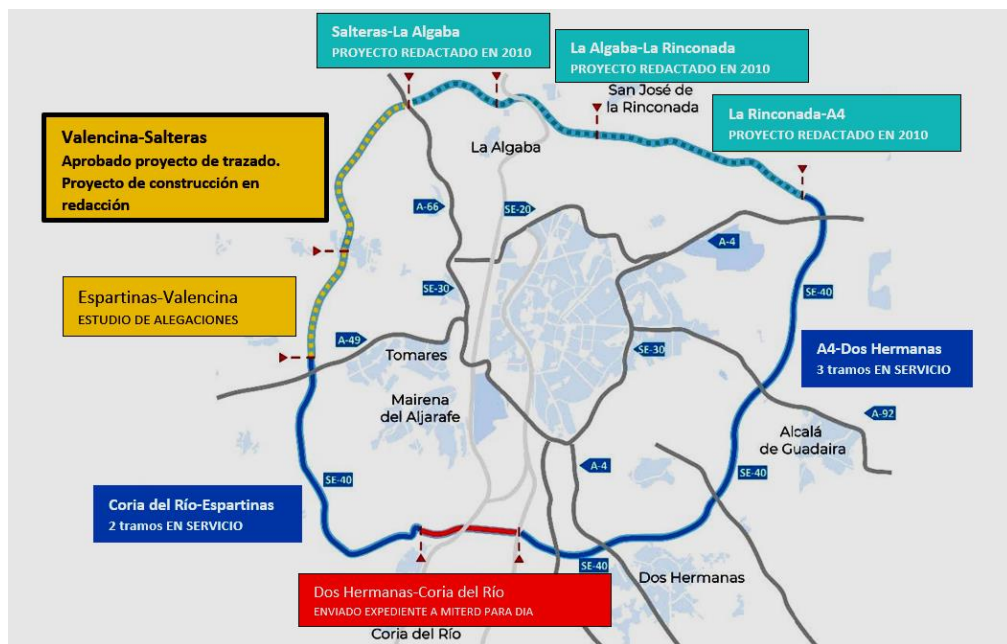 Salteras-La Algaba
PROYECTO REDACTADO EN 2010
La Algaba-La Rinconada
PROYECTO REDACTADO EN 2010
San José de
la Rinconada
La Rinconada-A4
PROYECTO REDACTADO EN 2010
Valencina-Salteras
Aprobado proyecto de trazado.
Proyecto de construcción en
redacción
La Algaba
A-66
SE-20
A-4
Espartinas-Valencina
ESTUDIO DE ALEGACIONES
SE-30
SE-40
A-49
Tomares
SE-30
A4-Dos Hermanas
3 tramos EN SERVICIO
Mairena
del Aljarafe
A-92
Alcalá
de Guadaira
SE-40
A-4
SE-40
Coria del Río-Espartinas
2 tramos EN SERVICIO
SE-40
Dos Hermanas
Dos Hermanas-Coria del Río
ENVIADO EXPEDIENTE A MITERD PARA DIA
Coria del Río